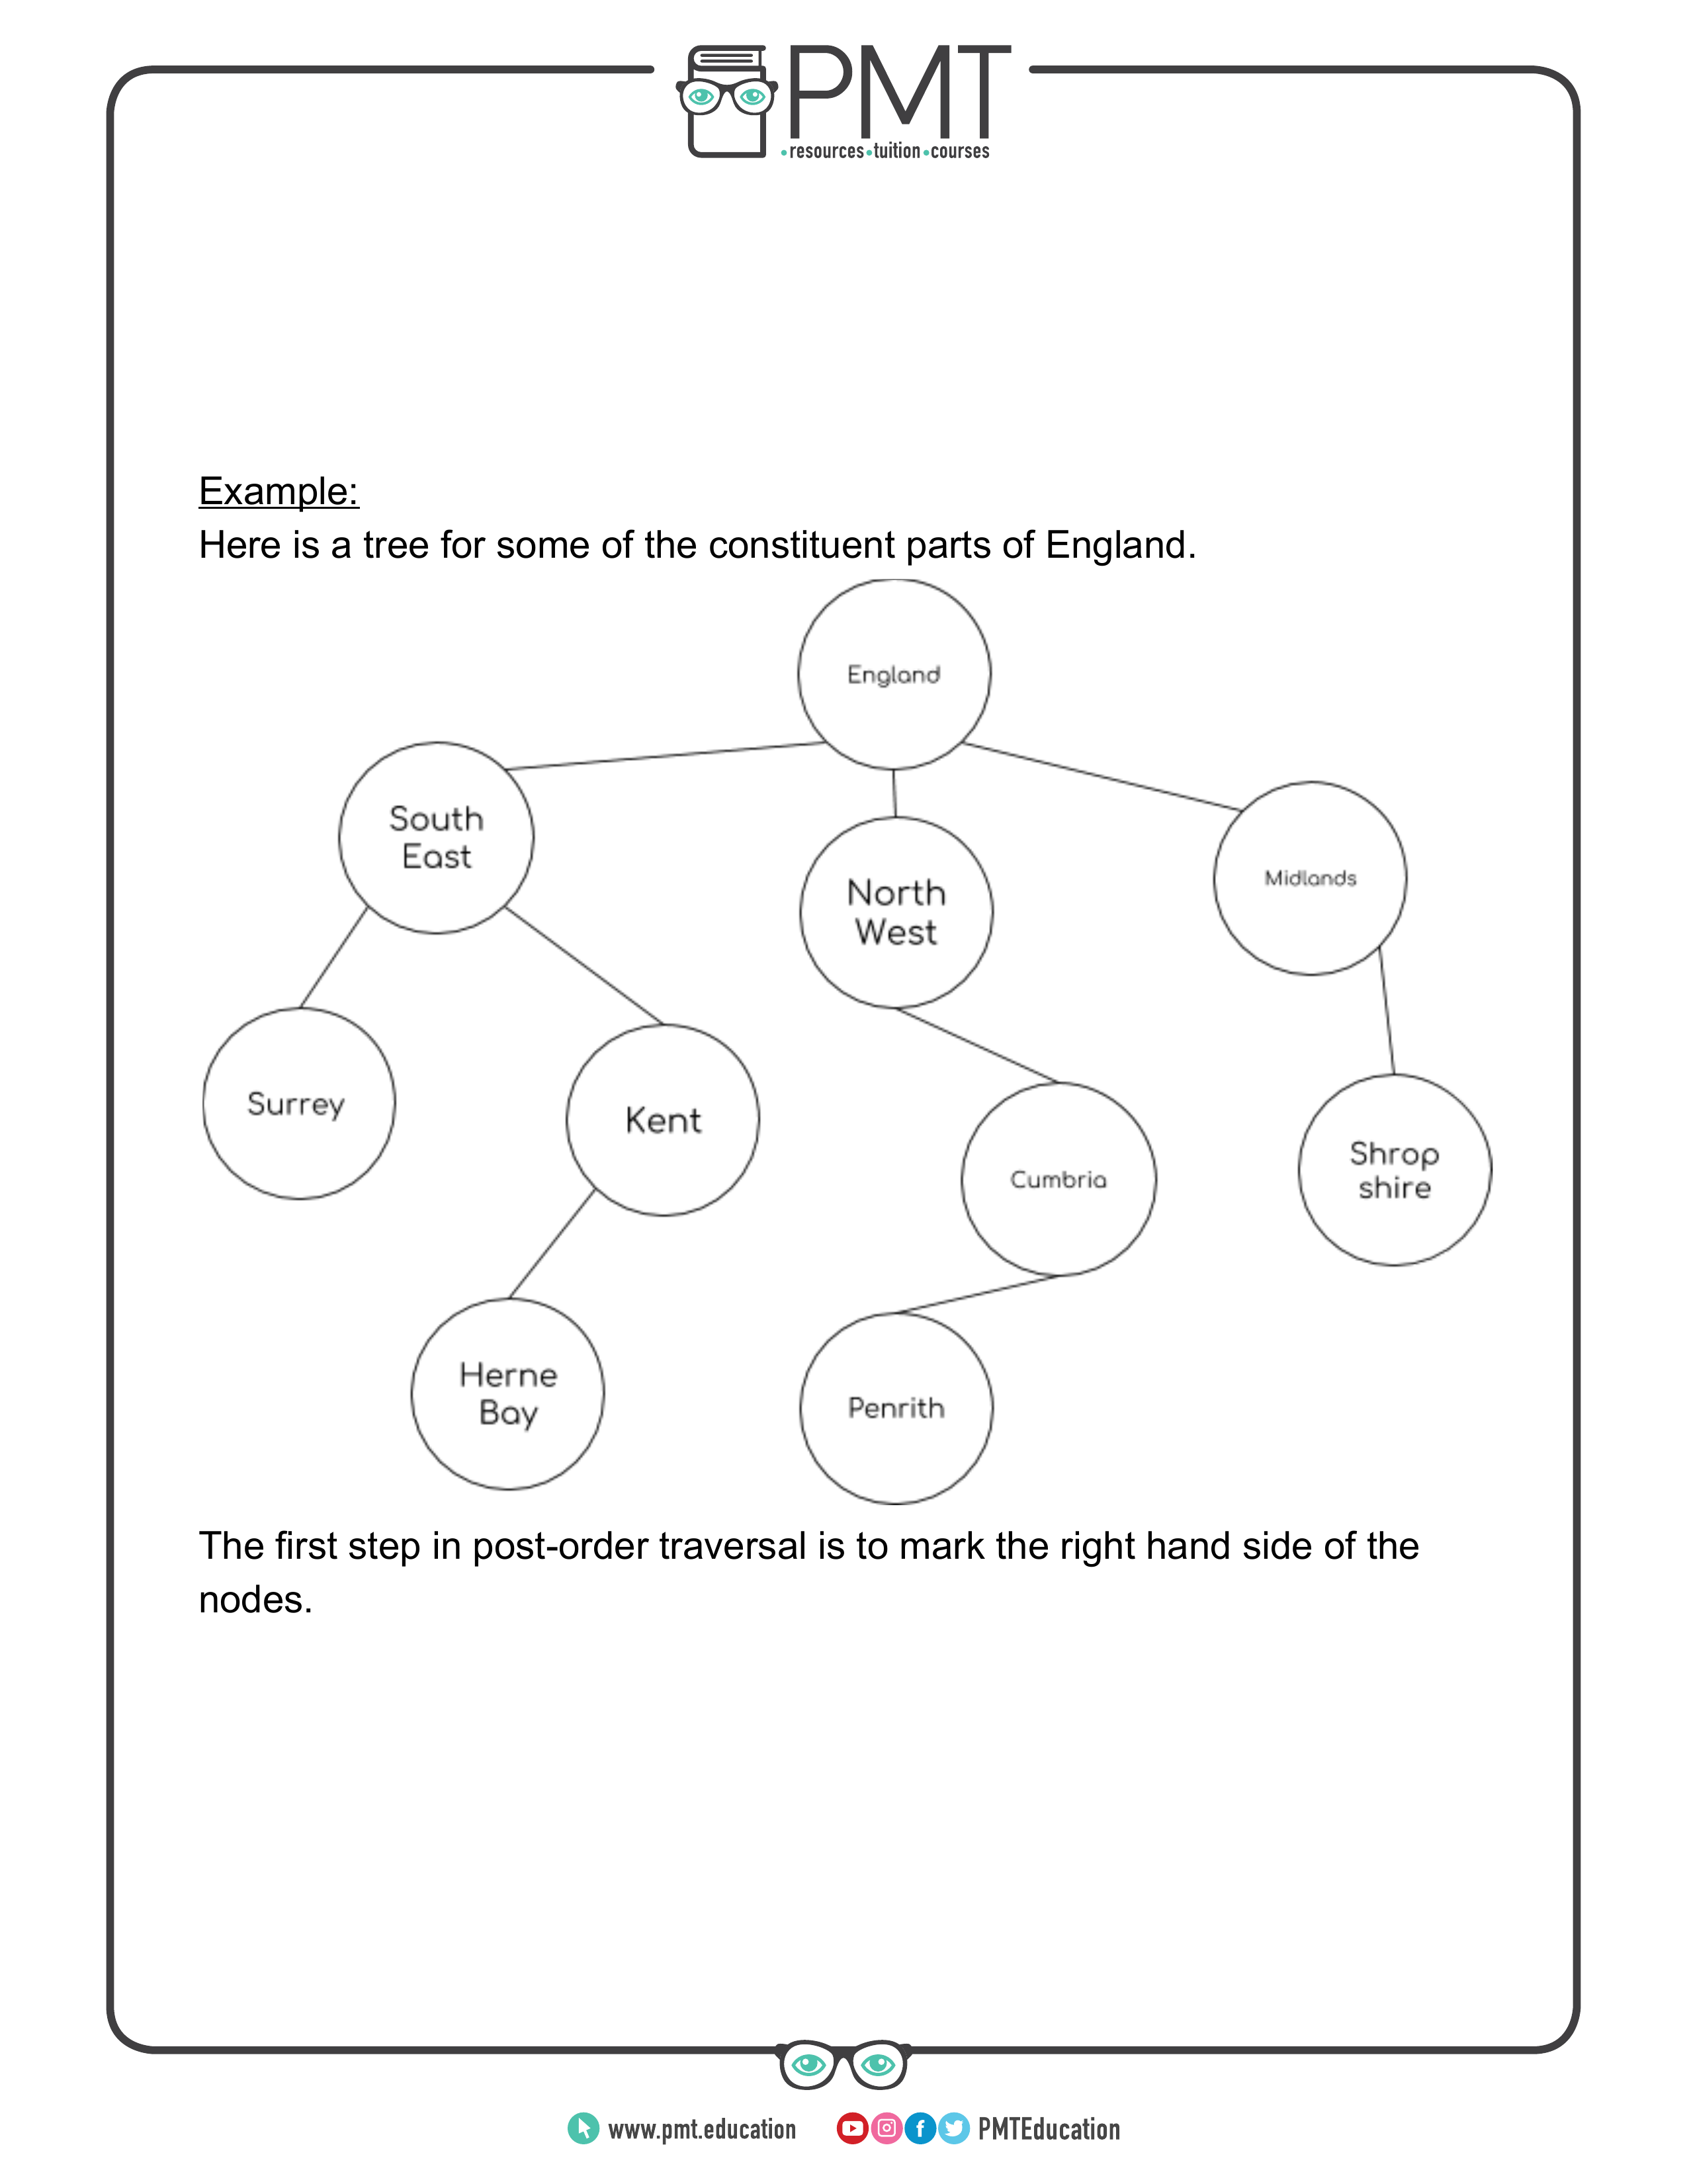 PMT
•resources•tuition•courses
Example:
Here is a tree for some of the constituent parts of England.
England
South
East
North
West
Midlands
Surrey
Kent
Cumbria
Shrop
shire
Herne
Bay
Penrith
The first step in post-order traversal is to mark the right hand side of the
nodes.
www.pmt.education PMTEducation